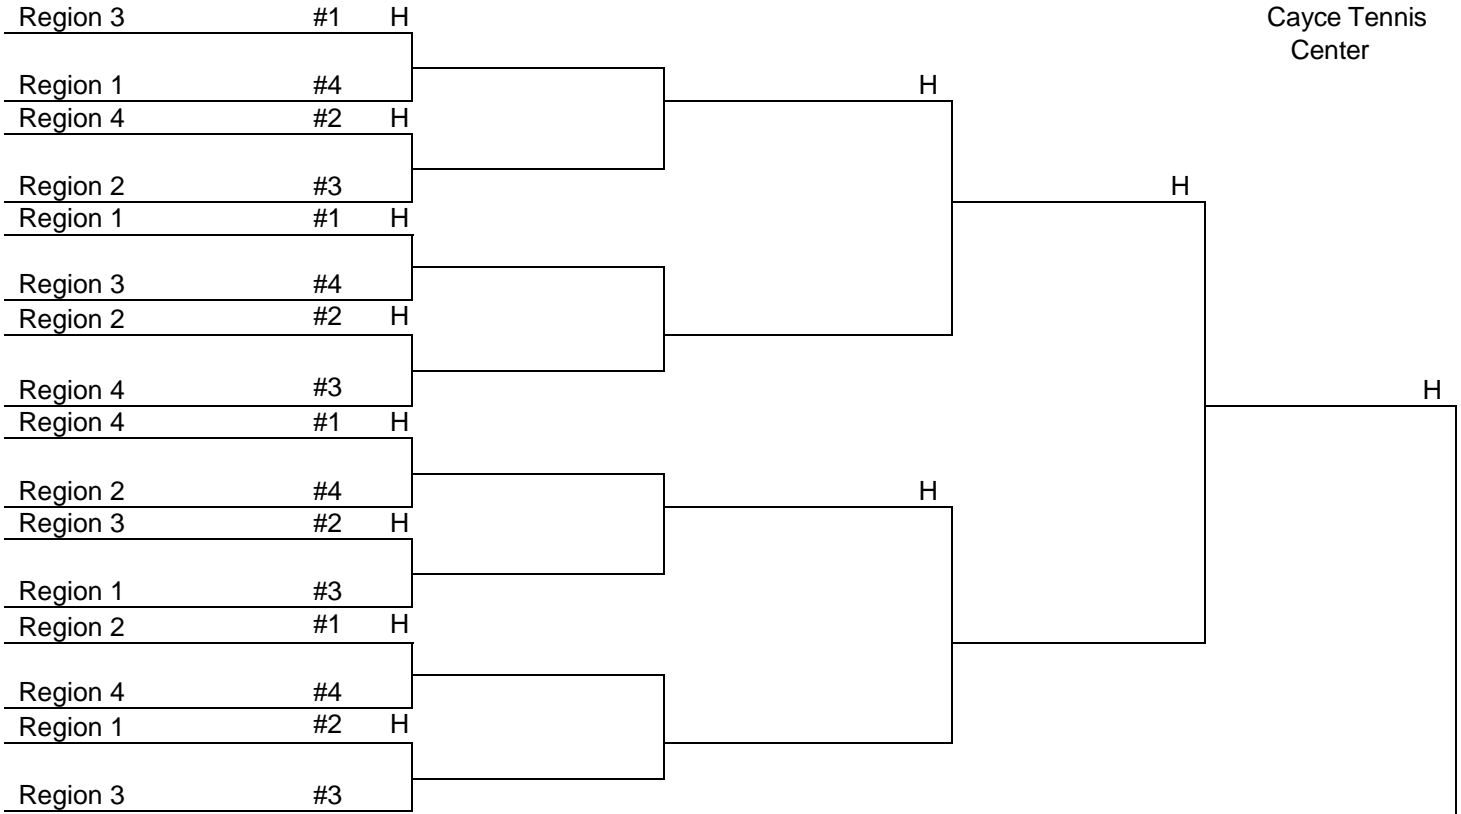 Region 3 #1 H
Cayce Tennis
Center
Region 1 #4
H
Region 4 #2 H
Region 2 #3
H
Region 1 #1 H
Region 3 #4
Region 2 #2 H
Region 4 #3
H
Region 4 #1 H
Region 2 #4
H
Region 3 #2 H
Region 1 #3
Region 2 #1 H
Region 4 #4
Region 1 #2 H
Region 3 #3